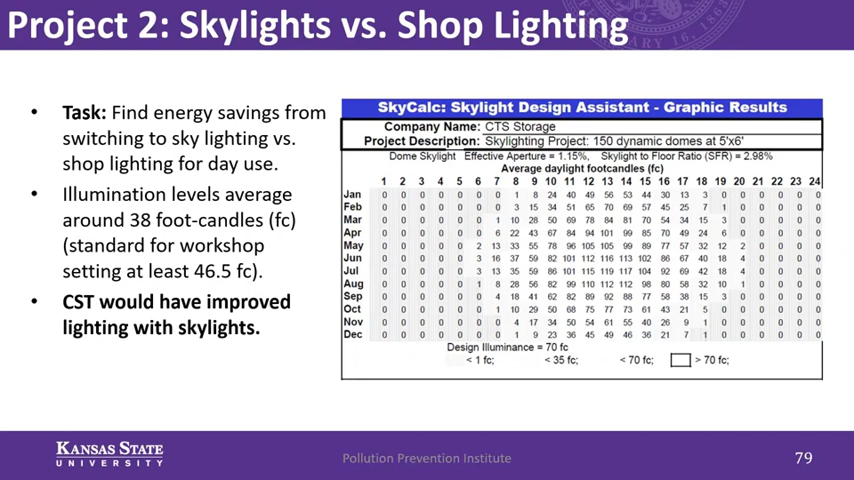 Project 2: Skylights vs. Shop Lighting
• Task: Find energy savings from
switching to sky lighting vs.
shop lighting for day use.
• Illumination levels average
around 38 foot-candles (fc)
(standard for workshop
setting at least 46.5 fc).
• CST would have improved
lighting with skylights.
SkyCalc: Skylight Design Assistant - Graphic Results
Company Name: CTS Storage
Project Description: Skylighting Project: 150 dynamic domes at 5'x6'
Dome Skylight Effective Aperture = 1.15%, Skylight to Floor Ratio (SFR) = 2.98%
Average daylight footcandles (fc)
1 2 3 4 5 6 7 8 9 10 11 12 13 14 15 16 17 18 19 20 21 22 23 24
Jan 0 0 0 0 0 0 0 1 8 24 40 49 56 53 44 30 13 3 0 0 0 0 0 0
Feb 0 0 0 0 0 0 0 3 15 34 51 65 70 69 57 45 25 7 1 0 0 0 0 0
Mar 0 0 0 0 0 0 1 10 28 50 69 78 84 81 70 54 34 15 3 0 0 0 0 0
Apr 0 0 0 0 0 0 6 22 43 67 84 94 101 99 85 70 49 24 6 0 0 0 0 0
May 0 0 0 0 0 2 13 33 55 78 96 105 105 99 89 77 57 32 12 2 0 0 0 0
Jun 0 0 0 0 0 3 16 37 59 82 101 112 116 113 102 86 67 40 18 4 0 0 0 0
Jul 0 0 0 0 0 3 13 35 59 86 101 115 119 117 104 92 69 42 18 4 0 0 0 0
Aug 0 0 0 0 0 1 8 28 56 82 99 110 112 112 98 80 58 32 10 1 0 0 0 0
Sep 0 0 0 0 0 0 4 18 41 62 82 89 92 88 77 58 38 15 3 0 0 0 0 0
Oct 0 0 0 0 0 0 1 10 29 50 68 75 77 73 61 43 21 5 0 0 0 0 0 0
Nov 0 0 0 0 0 0 0 4 17 34 50 54 61 55 40 26 9 1 0 0 0 0 0 0
Dec 0 0 0 0 0 0 0 1 9 23 36 45 49 46 36 21 7 1 0 0 0 0 0 0
Design Illuminance = 70 fc
< 1 fc; < 35 fc; < 70 fc; > 70 fc;
KANSAS STATE
UNIVERSITY
Pollution Prevention Institute
79